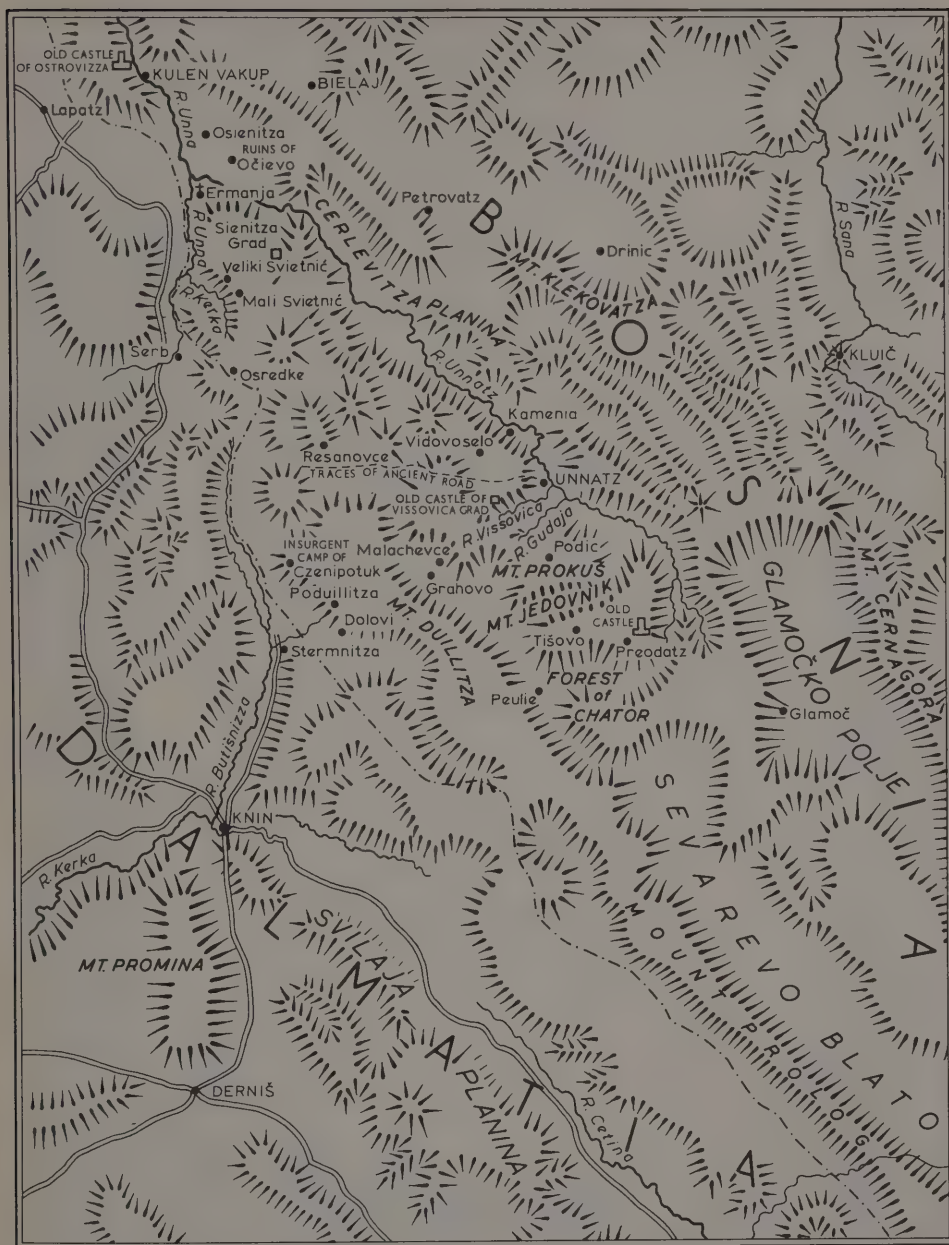 OLD CASTLE
OF OSTROVIZZA
KULEN VAKUP
BIELAJ
Lapatz
R. Unna
Osienitza
RUINS OF
Očievo
Ermanja
Petrovatz
B
R. Unna
Sienitza
Grad
CERLEVITZA PLANINA
R. Sana
Drinic
Veliki Svietnić
MT. KLEKOVATZA
R. Kerka
Mali Svietnić
O
Serb
KLUIČ
Osredke
R. Unnatz
Kamenia
Vidovoselo
Resanovce
TRACES OF ANCIENT ROAD
UNNATZ
S
OLD CASTLE OF
VISSOVICA GRAD
R. Vissovica
R. Gudaja
INSURGENT
CAMP OF
Czenipotuk
Malachevce
Podic
Grahovo
MT. PROKUŠ
GLAMOČKO POLJE
MT. CERNAGORA
Poduillitza
MT. JEDOVNIK
OLD
CASTLE
Dolovi
MT. DULLITZA
Tišovo
Preodatz
N
Stermnitza
FOREST
of
CHATOR
Peulie
Glamoč
R. Butišnizza
D
I
KNIN
SEVAREVO BLATO
A
R. Kerka
L
SVILAJA
PLANINA
MOUNT PROLOG
A
MT. PROMINA
M
A
DERNIŠ
T
R. Cetina
I
A